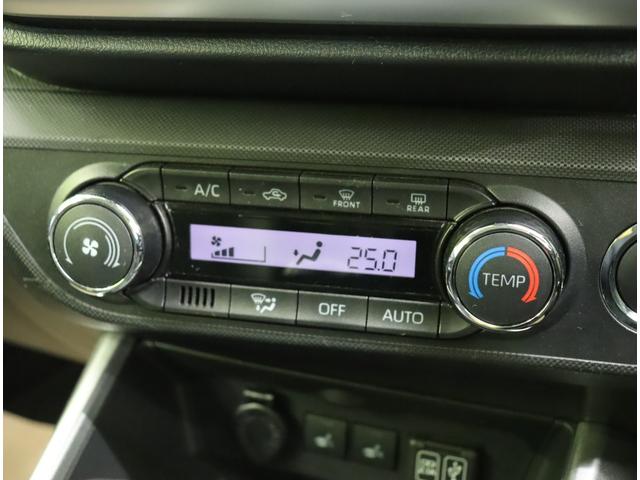 A/C
FRONT
REAR
25.0
TEMP
OFF
AUTO